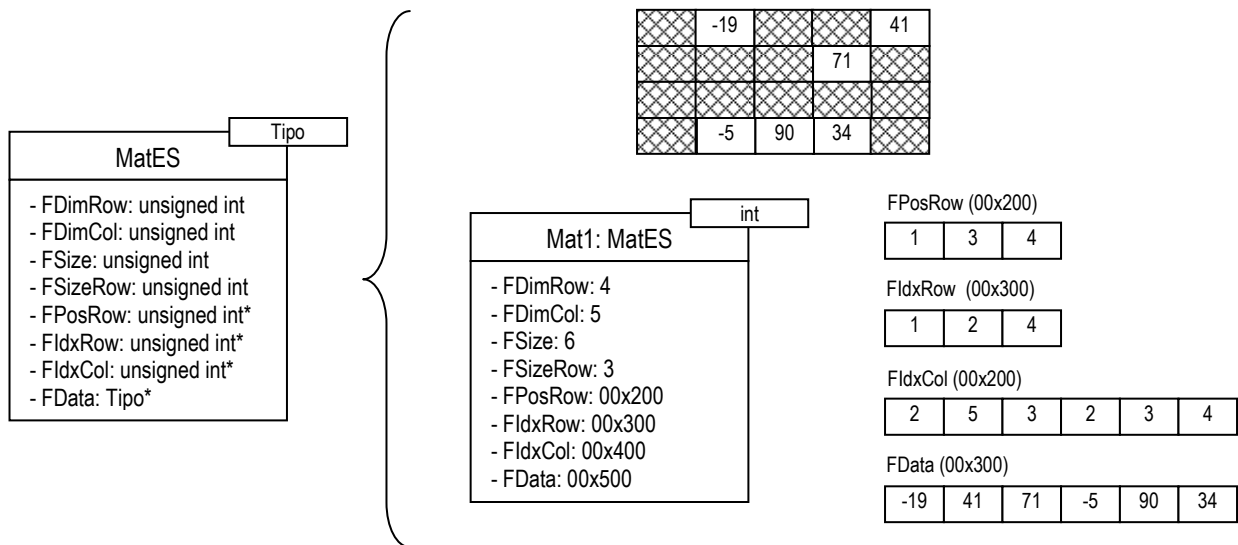 Tipo
MatES
- FDimRow: unsigned int
- FDimCol: unsigned int
- FSize: unsigned int
- FSizeRow: unsigned int
- FPosRow: unsigned int*
- FIdxRow: unsigned int*
- FIdxCol: unsigned int*
- FData: Tipo*
-19 41
71
-5 90 34
int
Mat1: MatES
- FDimRow: 4
- FDimCol: 5
- FSize: 6
- FSizeRow: 3
- FPosRow: 00x200
- FIdxRow: 00x300
- FIdxCol: 00x400
- FData: 00x500
FPosRow (00x200)
1 3 4
FIdxRow (00x300)
1 2 4
FIdxCol (00x200)
2 5 3 2 3 4
FData (00x300)
-19 41 71 -5 90 34